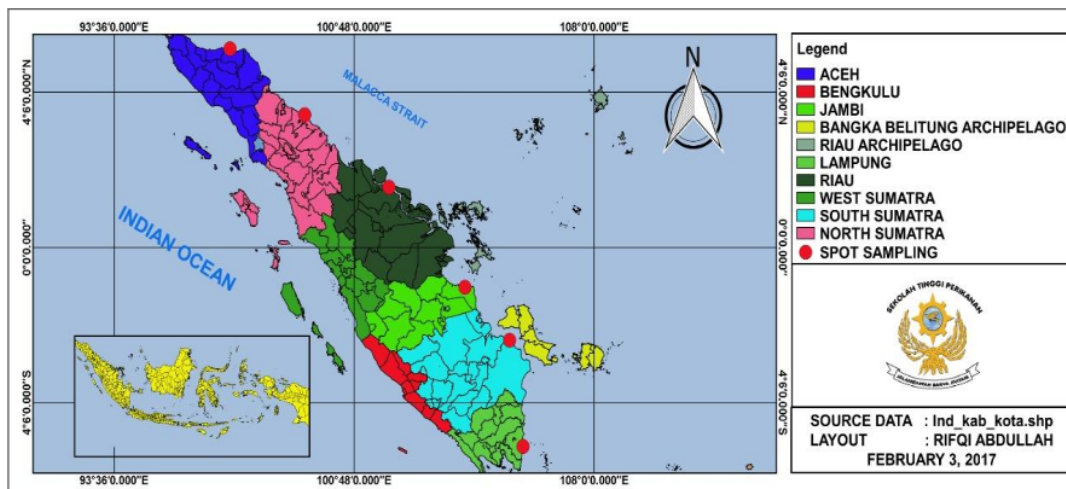 93°36'0.000"E 100°48'0.000"E 108°0'0.000"E
4°6'0.000"N 4°6'0.000"N
MALACCA STRAIT
N
INDIAN OCEAN
0°0'0.000" 0°0'0.000"
4°6'0.000"S 4°6'0.000"S
93°36'0.000"E 100°48'0.000"E 108°0'0.000"E
Legend
ACEH
BENGKULU
JAMBI
BANGKA BELITUNG ARCHIPELAGO
RIAU ARCHIPELAGO
LAMPUNG
RIAU
WEST SUMATRA
SOUTH SUMATRA
NORTH SUMATRA
SPOT SAMPLING
SEKOLAH TINGGI PERIKANAN
SOURCE DATA : Ind_kab_kota.shp
LAYOUT : RIFQI ABDULLAH
FEBRUARY 3, 2017